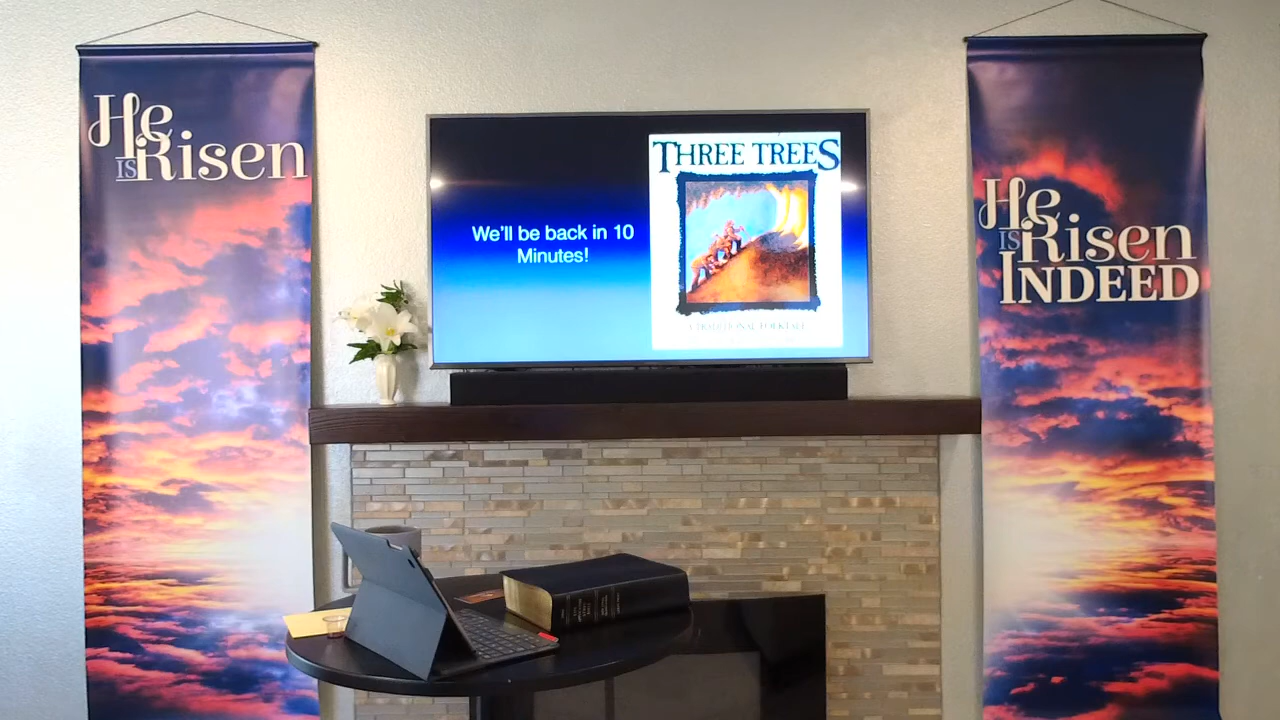 He
IS Risen
We'll be back in 10
Minutes!
THREE TREES
A TRADITIONAL FOLKTALE
He
IS Risen
INDEED